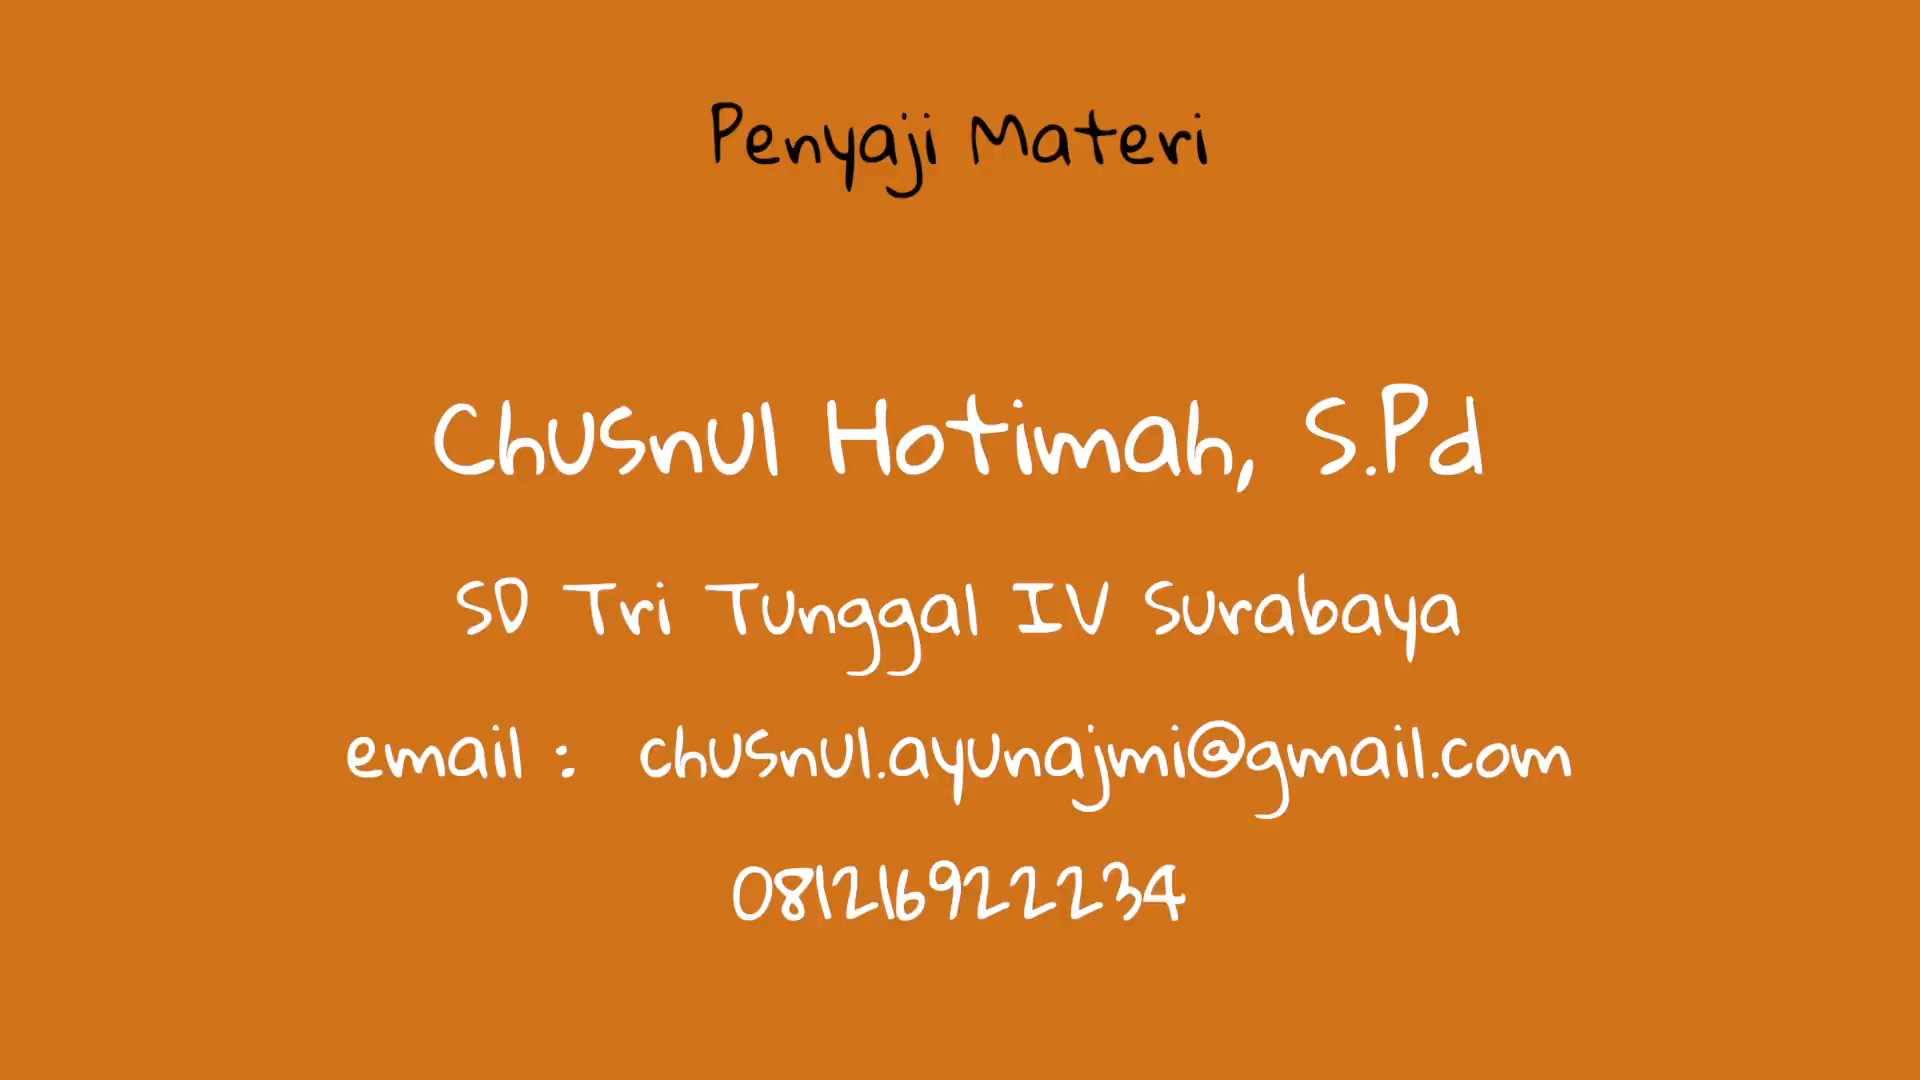 Penyaji Materi
Chusnul Hotimah, S.Pd
SD Tri Tunggal IV Surabaya
email : chusnul.ayunajmi@gmail.com
081216922234